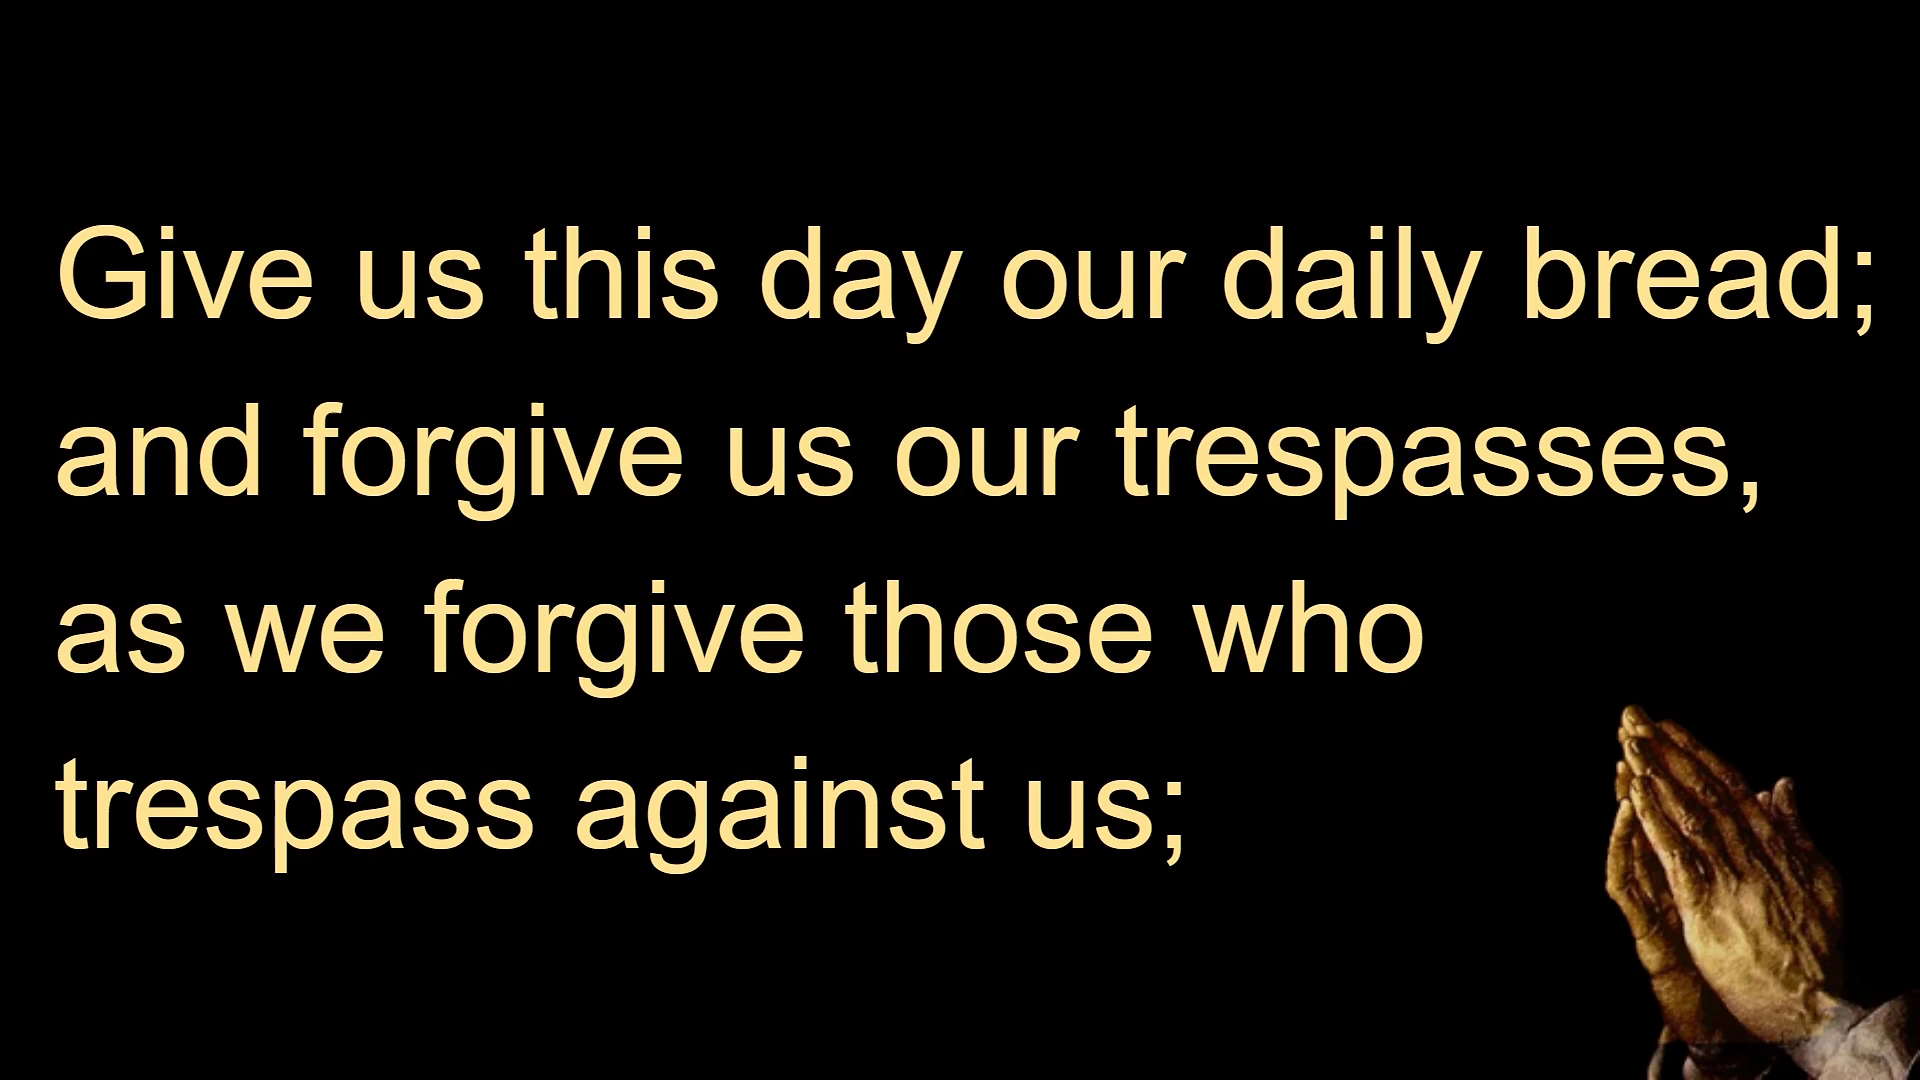 Give us this day our daily bread;
and forgive us our trespasses,
as we forgive those who
trespass against us;